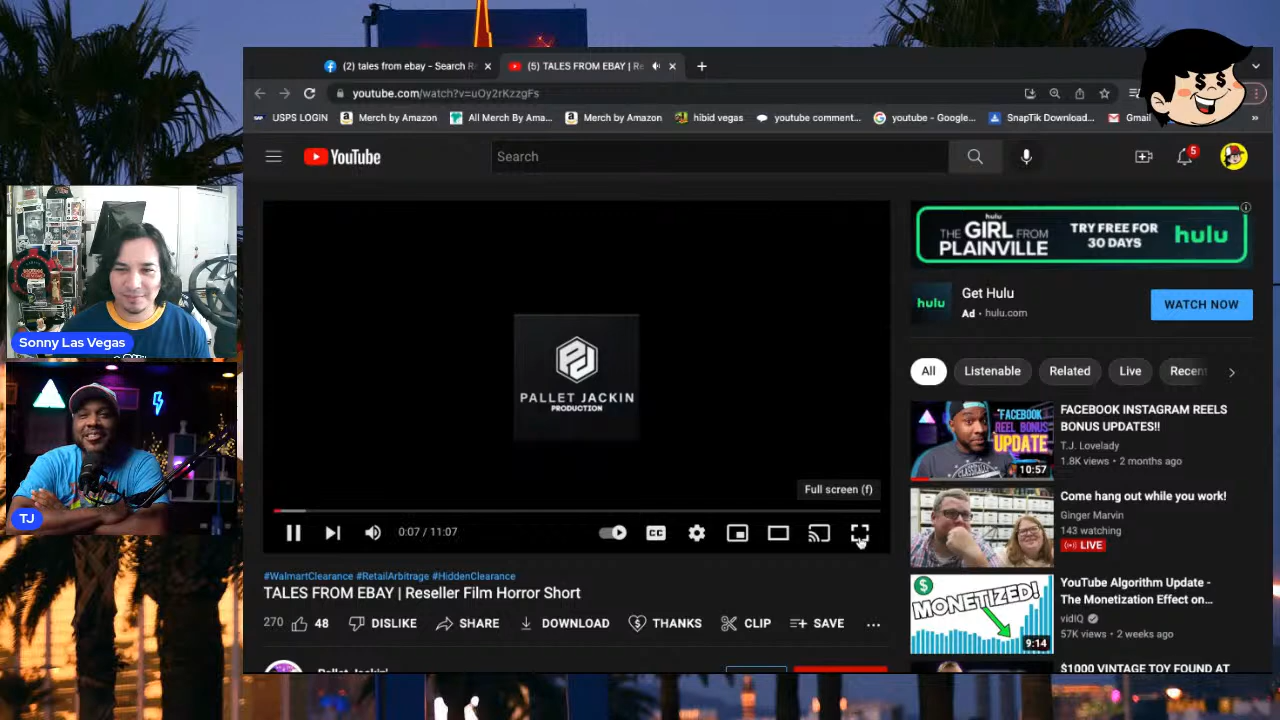 (2) tales from ebay - Search R
(5) TALES FROM EBAY | Re
youtube.com/watch?v=uOy2rKzzgFs
USPS LOGIN
Merch by Amazon
All Merch By Ama...
Merch by Amazon
hibid vegas
youtube comment...
youtube - Google...
SnapTik Download...
Gmail
YouTube
Search
5
hulu
THE GIRL FROM PLAINVILLE
TRY FREE FOR 30 DAYS
hulu
hulu
Get Hulu
Ad • hulu.com
WATCH NOW
Sonny Las Vegas
TJ
PALLET JACKIN
PRODUCTION
Full screen (f)
0:07 / 11:07
CC
#WalmartClearance #RetailArbitrage #HiddenClearance
TALES FROM EBAY | Reseller Film Horror Short
270
48
DISLIKE
SHARE
DOWNLOAD
THANKS
CLIP
SAVE
Pallet Jackin'
All
Listenable
Related
Live
Recen
"FACEBOOK
REEL BONUS
UPDATE"
10:57
FACEBOOK INSTAGRAM REELS
BONUS UPDATES!!
T.J. Lovelady
1.8K views • 2 months ago
Come hang out while you work!
Ginger Marvin
143 watching
LIVE
MONETIZED!
9:14
YouTube Algorithm Update -
The Monetization Effect on...
vidIQ
57K views • 2 weeks ago
$1000 VINTAGE TOY FOUND AT